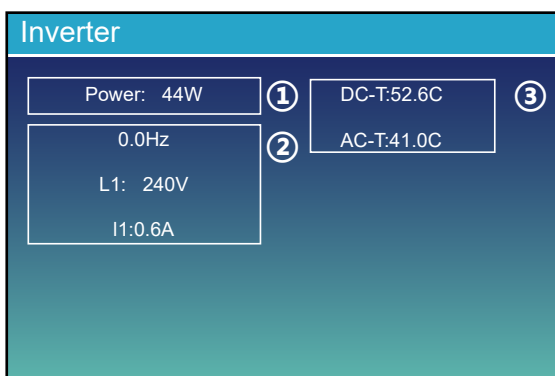 Inverter
Power: 44W
①
0.0Hz
L1: 240V
I1:0.6A
②
DC-T:52.6C
AC-T:41.0C
③